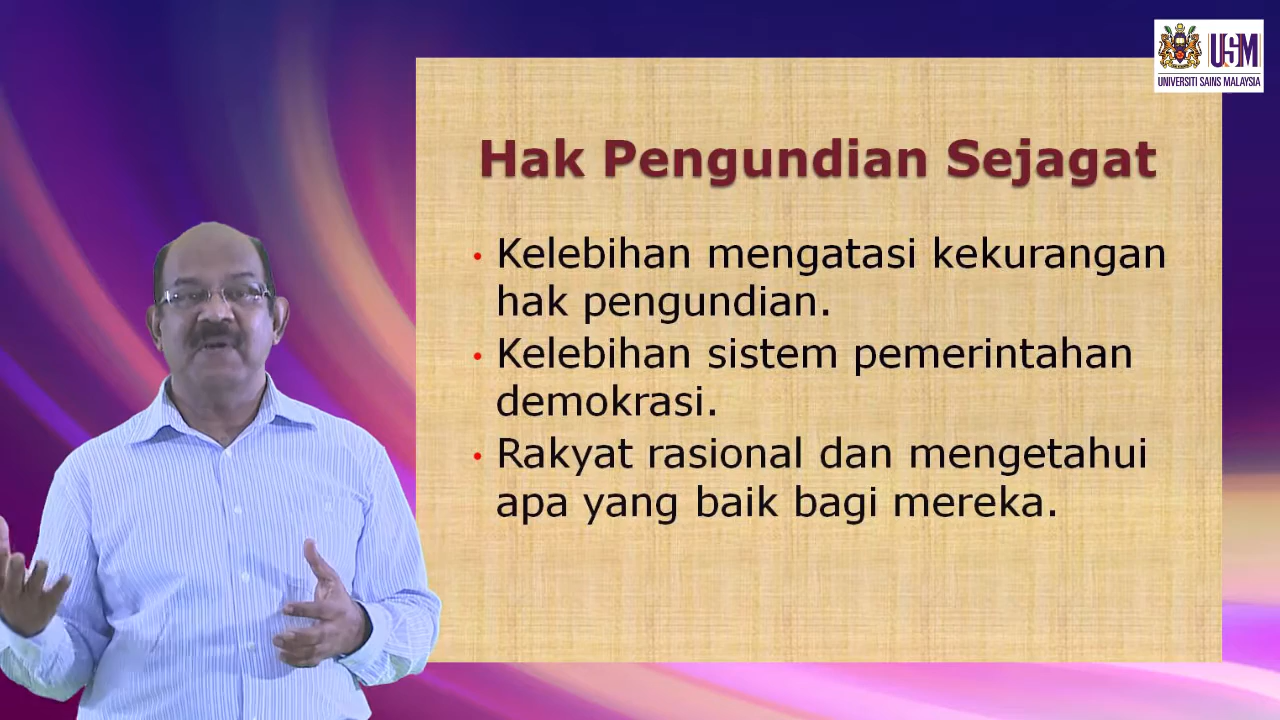 USM
UNIVERSITI SAINS MALAYSIA
Hak Pengundian Sejagat
• Kelebihan mengatasi kekurangan
hak pengundian.
• Kelebihan sistem pemerintahan
demokrasi.
• Rakyat rasional dan mengetahui
apa yang baik bagi mereka.